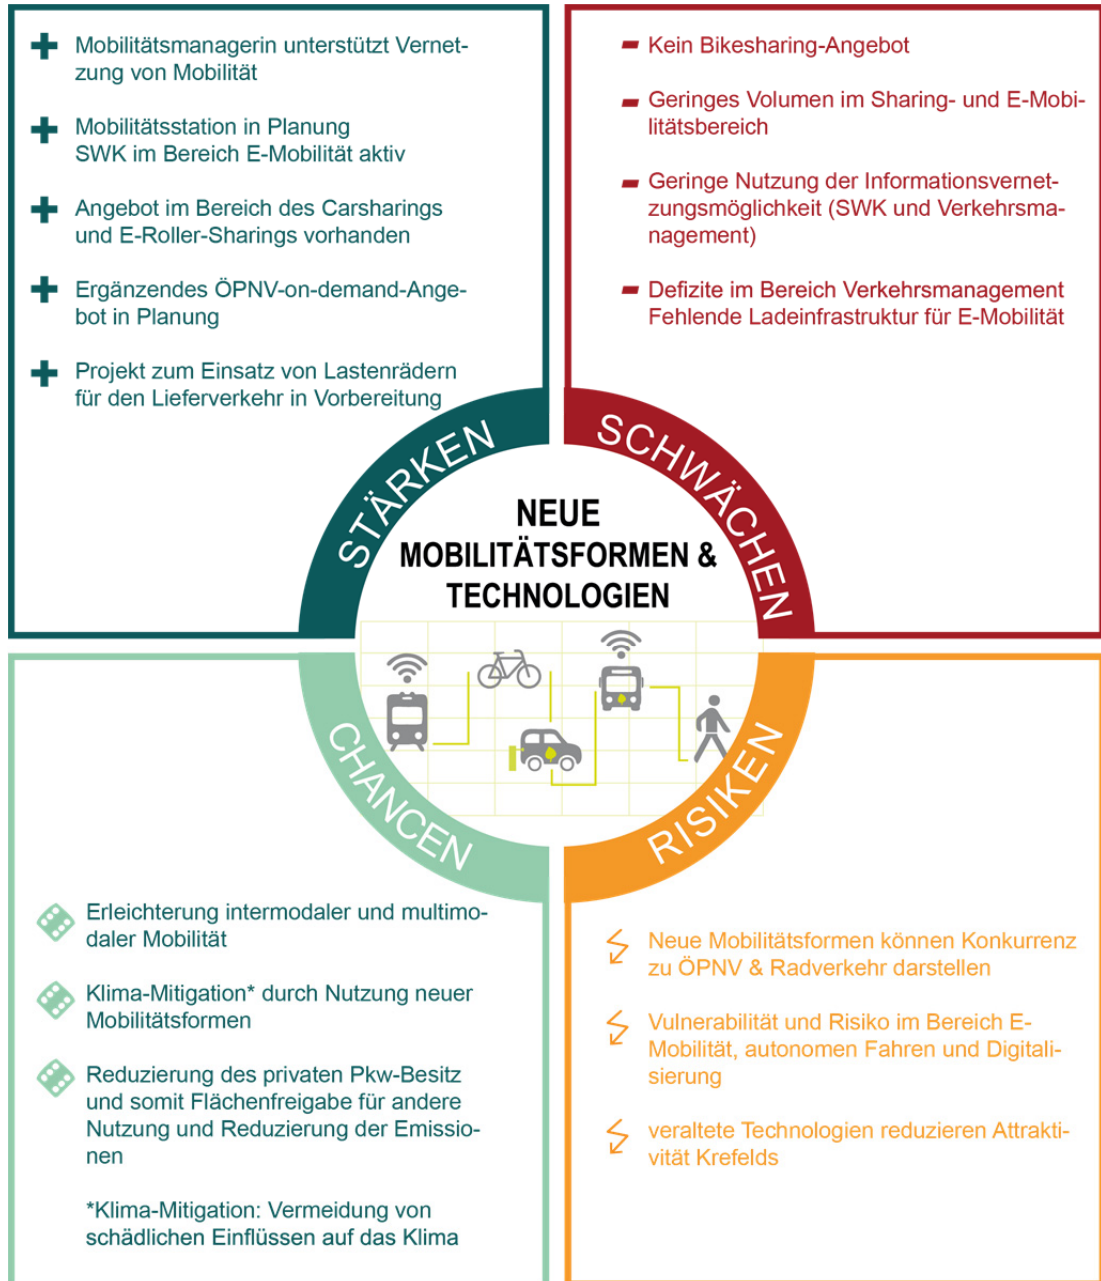 Mobilitätsmanagerin unterstützt Vernet-
zung von Mobilität
Mobilitätsstation in Planung
SWK im Bereich E-Mobilität aktiv
Angebot im Bereich des Carsharings
und E-Roller-Sharings vorhanden
Ergänzendes ÖPNV-on-demand-Ange-
bot in Planung
Projekt zum Einsatz von Lastenrädern
für den Lieferverkehr in Vorbereitung
STÄRKEN
Kein Bikesharing-Angebot
Geringes Volumen im Sharing- und E-Mobi-
litätsbereich
Geringe Nutzung der Informationsvernet-
zungsmöglichkeit (SWK und Verkehrsma-
nagement)
Defizite im Bereich Verkehrsmanagement
Fehlende Ladeinfrastruktur für E-Mobilität
SCHWÄCHEN
NEUE
MOBILITÄTSFORMEN &
TECHNOLOGIEN
CHANCEN
Erleichterung intermodaler und multimo-
daler Mobilität
Klima-Mitigation* durch Nutzung neuer
Mobilitätsformen
Reduzierung des privaten Pkw-Besitz
und somit Flächenfreigabe für andere
Nutzung und Reduzierung der Emissio-
nen
*Klima-Mitigation: Vermeidung von
schädlichen Einflüssen auf das Klima
RISIKEN
Neue Mobilitätsformen können Konkurrenz
zu ÖPNV & Radverkehr darstellen
Vulnerabilität und Risiko im Bereich E-
Mobilität, autonomen Fahren und Digitali-
sierung
veraltete Technologien reduzieren Attrakti-
vität Krefelds